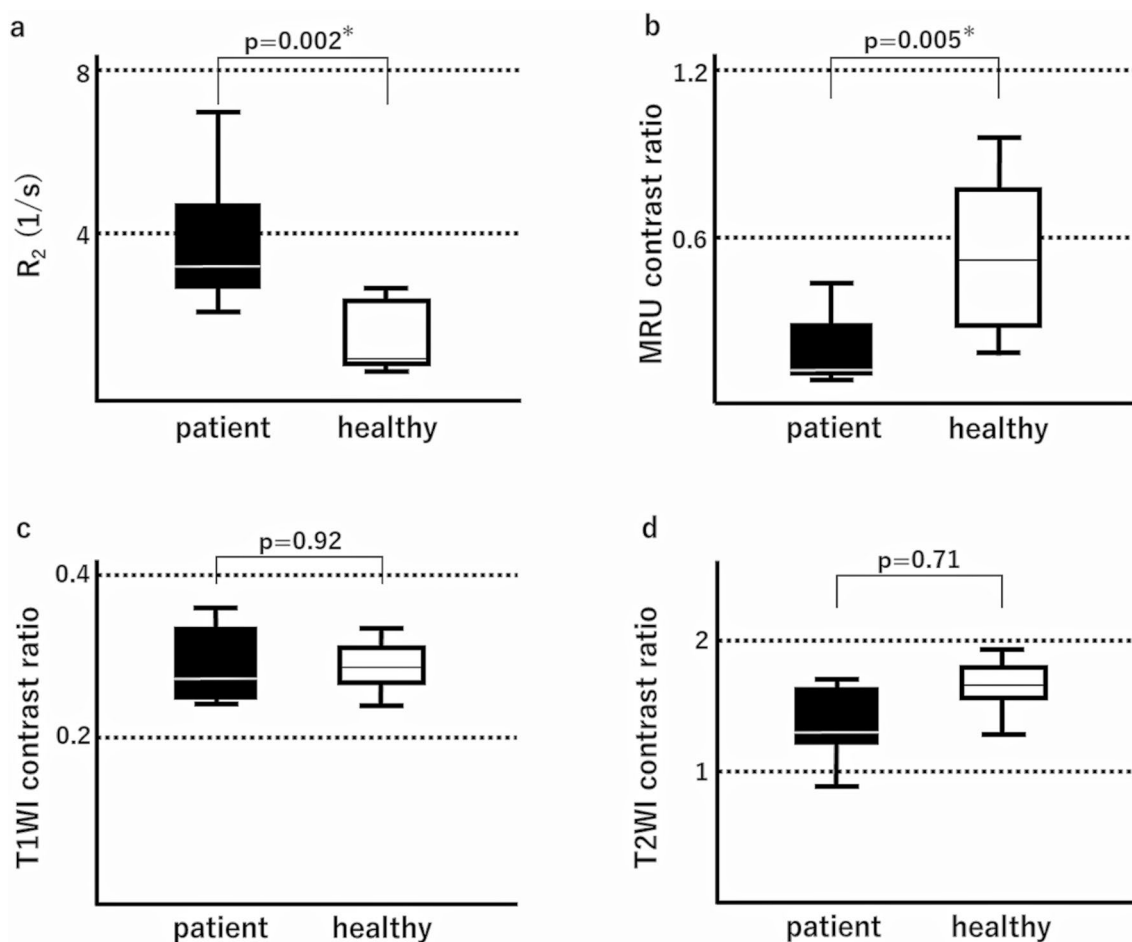 a
p=0.002*
8
4
R₂ (1/s)
patient healthy
b
p=0.005*
1.2
0.6
MRU contrast ratio
patient healthy
c
p=0.92
0.4
0.2
T1WI contrast ratio
patient healthy
d
p=0.71
2
1
T2WI contrast ratio
patient healthy